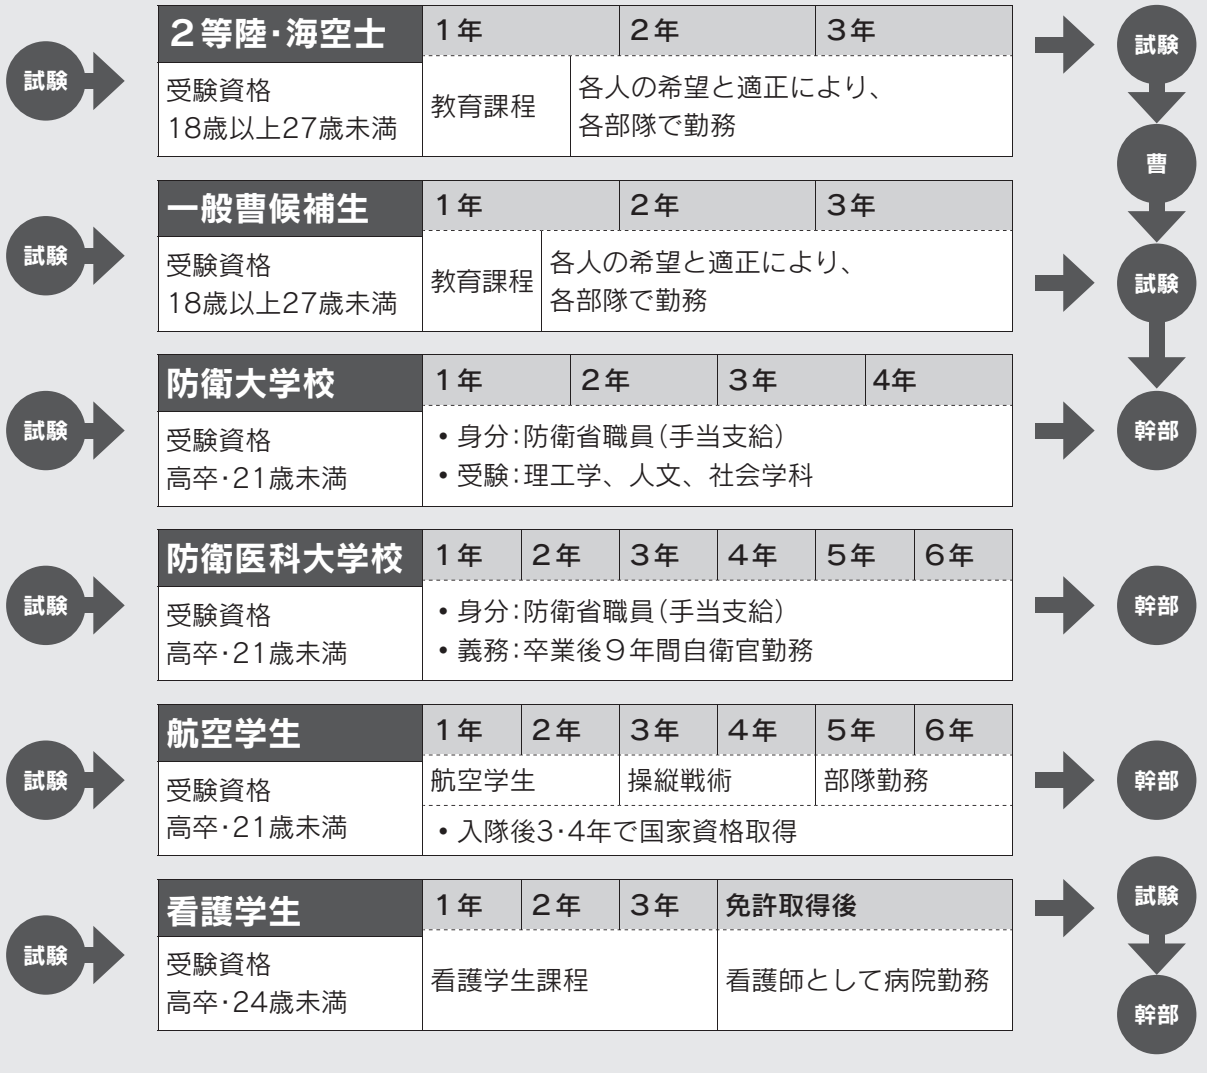 試験
２等陸・海空士
1年 2年 3年
受験資格
18歳以上27歳未満
教育課程
各人の希望と適正により、
各部隊で勤務
試験
曹
試験
一般曹候補生
1年 2年 3年
受験資格
18歳以上27歳未満
教育課程
各人の希望と適正により、
各部隊で勤務
試験
試験
防衛大学校
1年 2年 3年 4年
受験資格
高卒・21歳未満
・身分：防衛省職員（手当支給）
・受験：理工学、人文、社会学科
幹部
試験
防衛医科大学校
1年 2年 3年 4年 5年 6年
受験資格
高卒・21歳未満
・身分：防衛省職員（手当支給）
・義務：卒業後９年間自衛官勤務
幹部
試験
航空学生
1年 2年 3年 4年 5年 6年
受験資格
高卒・21歳未満
航空学生 操縦戦術 部隊勤務
・入隊後3・4年で国家資格取得
幹部
試験
看護学生
1年 2年 3年 免許取得後
受験資格
高卒・24歳未満
看護学生課程 看護師として病院勤務
試験
幹部